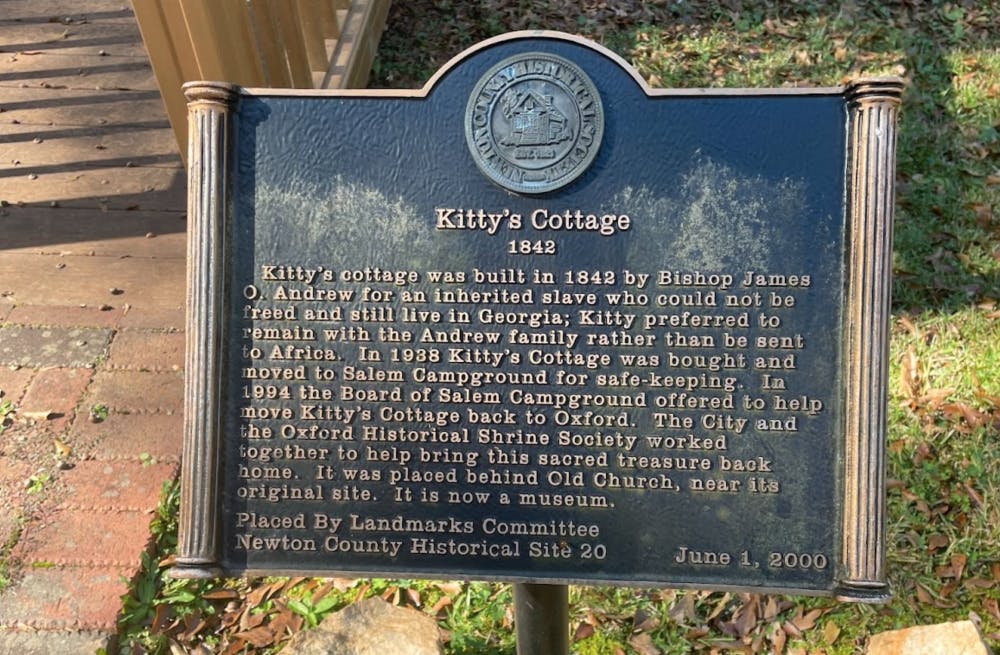 NEWTON COUNTY HISTORICAL SOCIETY
Kitty's Cottage
1842
Kitty's cottage was built in 1842 by Bishop James
O. Andrew for an inherited slave who could not be
freed and still live in Georgia; Kitty preferred to
remain with the Andrew family rather than be sent
to Africa. In 1938 Kitty's Cottage was bought and
moved to Salem Campground for safe-keeping. In
1994 the Board of Salem Campground offered to help
move Kitty's Cottage back to Oxford. The City and
the Oxford Historical Shrine Society worked
together to help bring this sacred treasure back
home. It was placed behind Old Church, near its
original site. It is now a museum.
Placed By Landmarks Committee
Newton County Historical Site 20 June 1, 2000